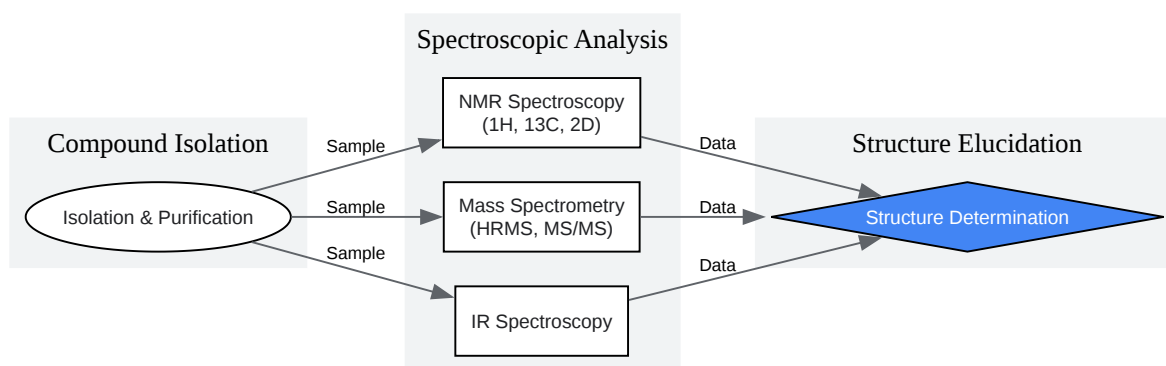 Compound Isolation
Isolation & Purification
Sample
Sample
Sample
Spectroscopic Analysis
NMR Spectroscopy
(1H, 13C, 2D)
Mass Spectrometry
(HRMS, MS/MS)
IR Spectroscopy
Data
Data
Data
Structure Elucidation
Structure Determination